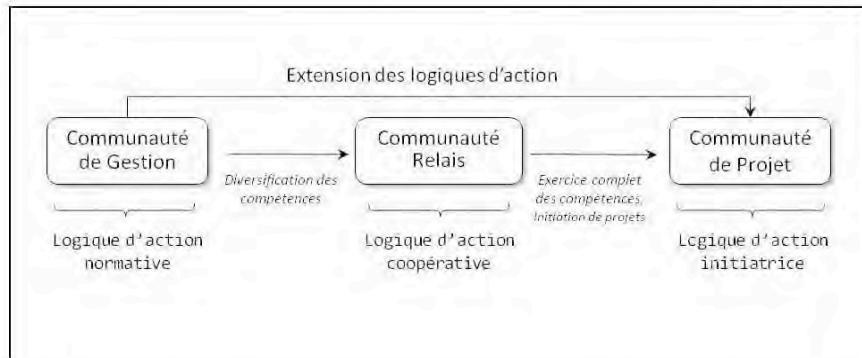 Extension des logiques d'action
Communauté
de Gestion
Communauté
Relais
Communauté
de Projet
Diversification des
compétences
Exercice complet
des compétences,
Initiation de projets
Logique d'action
normative
Logique d'action
coopérative
Logique d'action
initiatrice